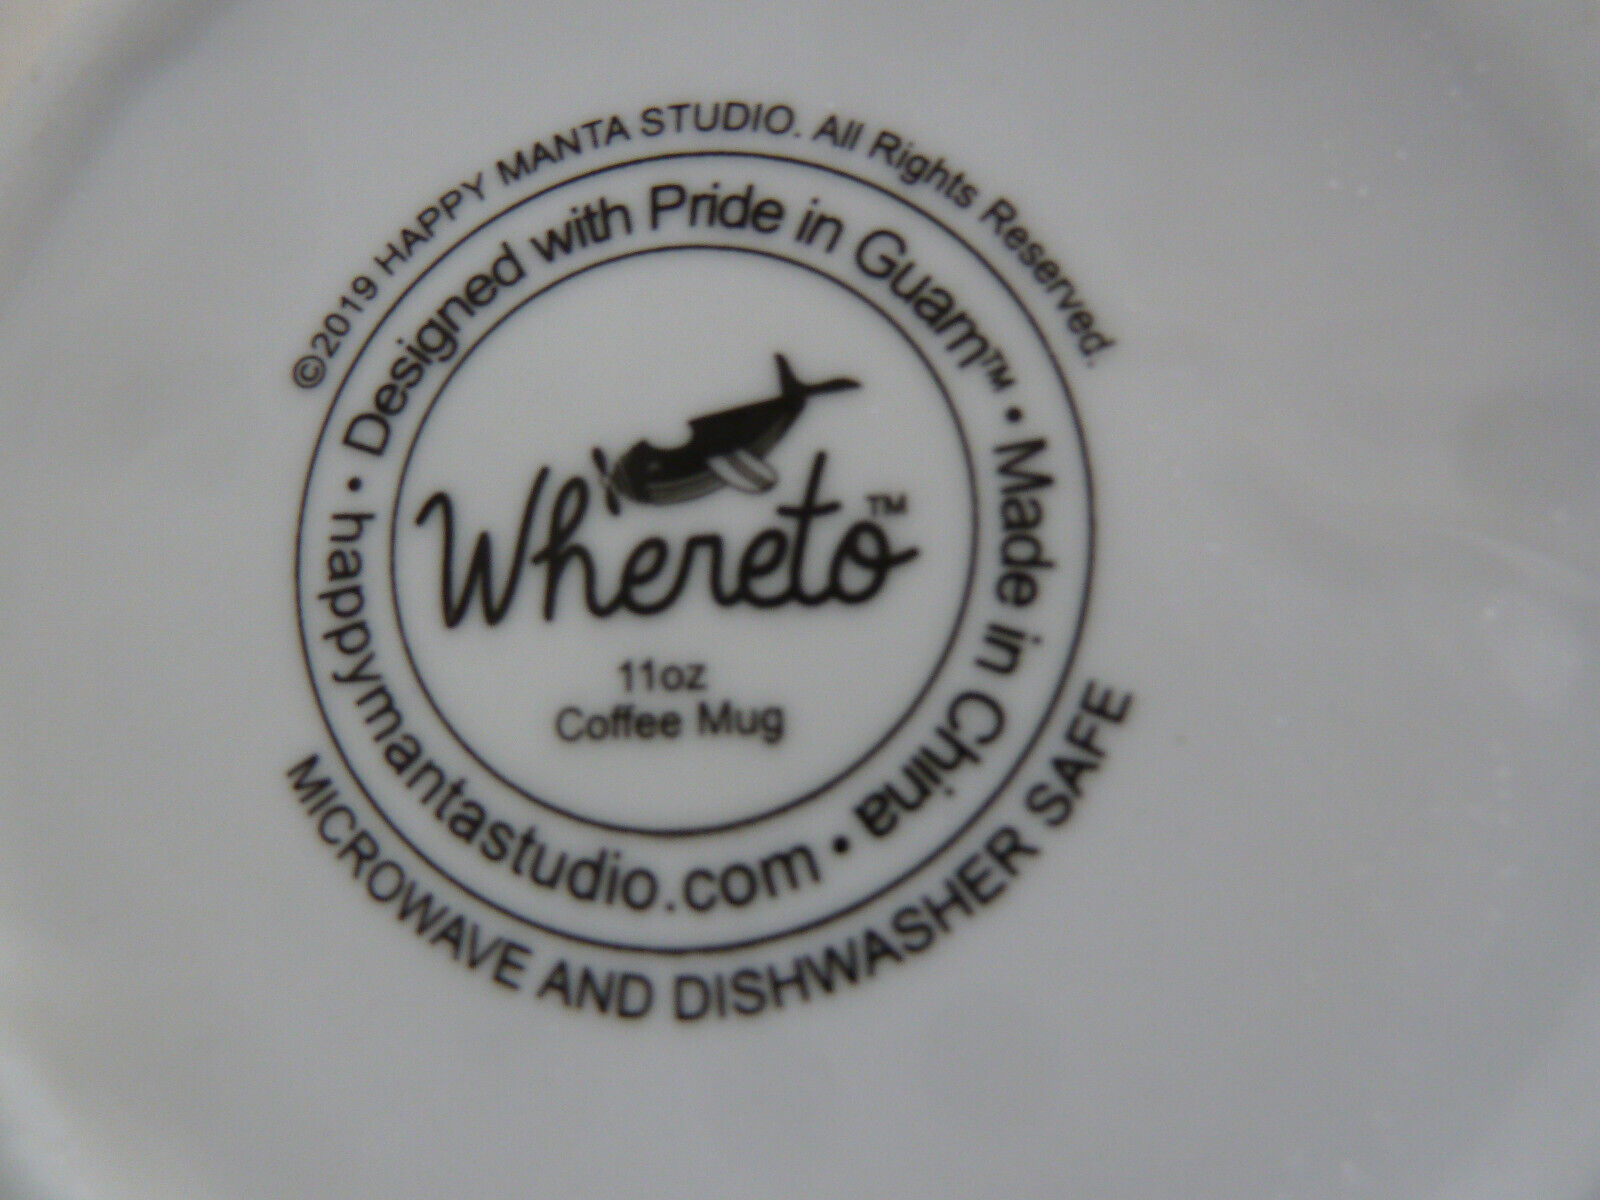 ©2019 HAPPY MANTA STUDIO. All Rights Reserved.
• Designed with Pride in Guam™ • Made in China • happymantastudio.com
Whereto™
11oz
Coffee Mug
MICROWAVE AND DISHWASHER SAFE